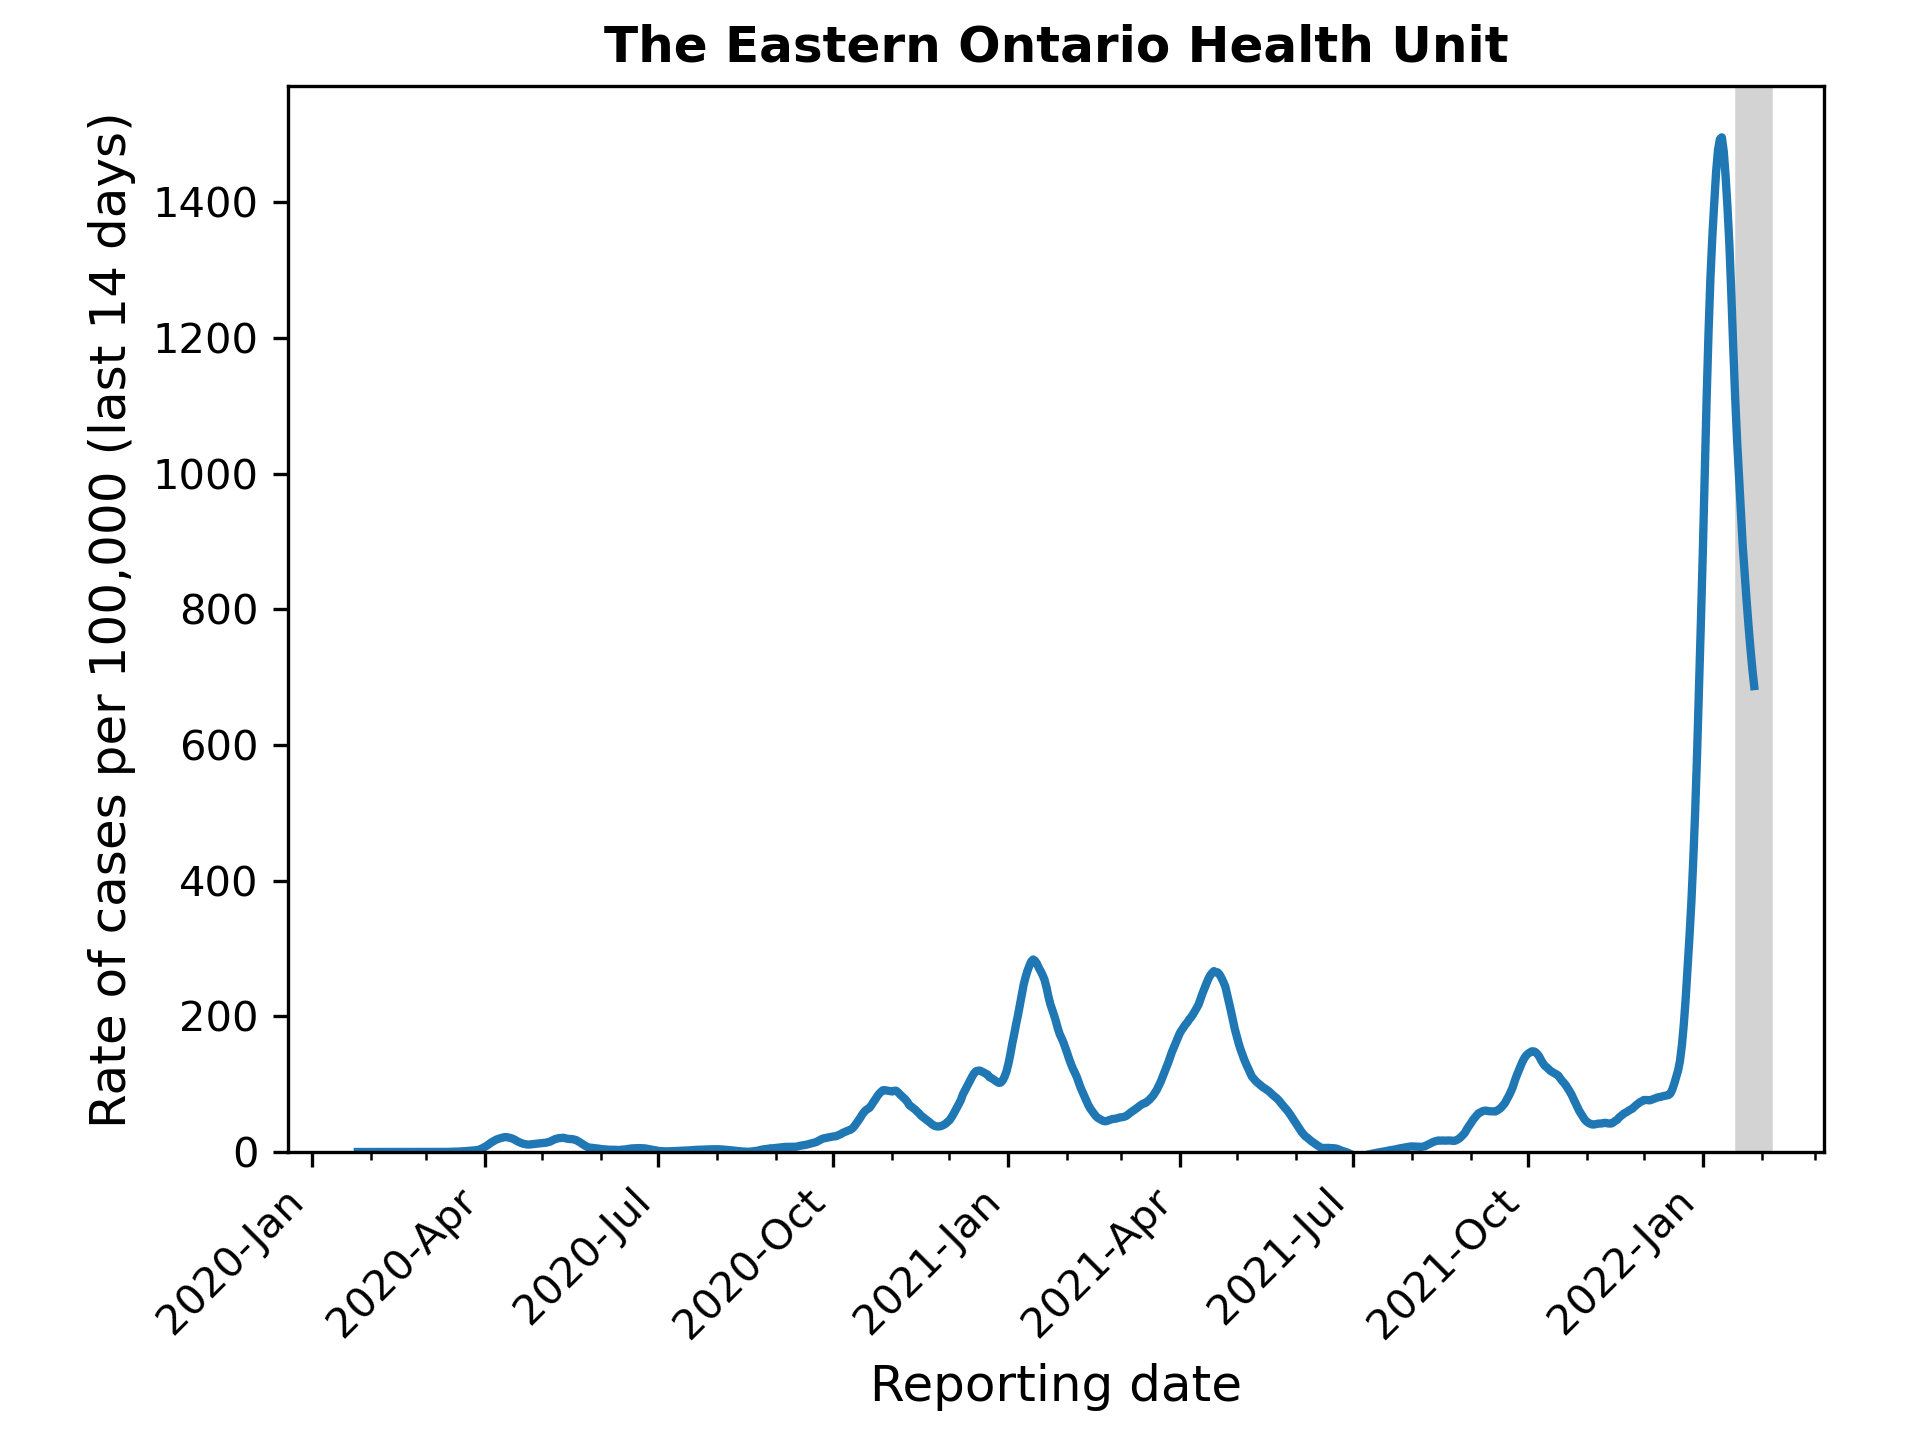 The Eastern Ontario Health Unit
Rate of cases per 100,000 (last 14 days)
1400
1200
1000
800
600
400
200
0
2020-Jan
2020-Apr
2020-Jul
2020-Oct
2021-Jan
2021-Apr
2021-Jul
2021-Oct
2022-Jan
Reporting date